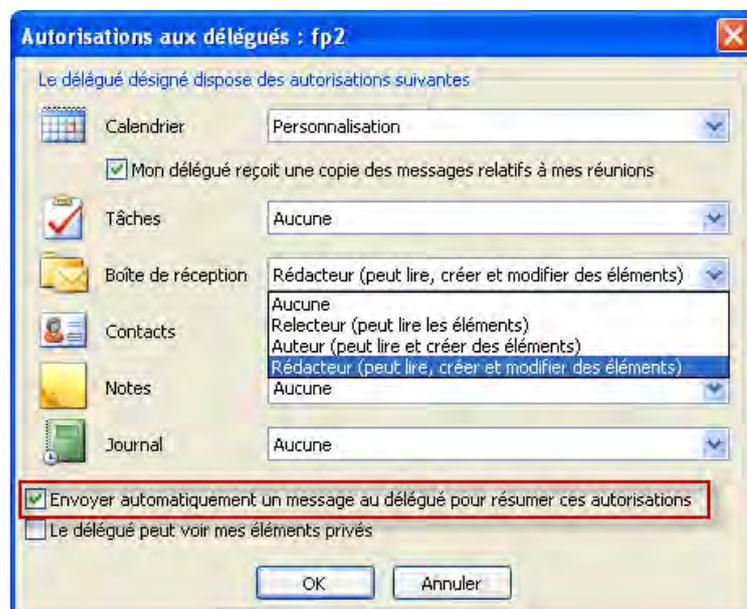 Autorisations aux délégués : fp2
Le délégué désigné dispose des autorisations suivantes
Calendrier Personnalisation
Mon délégué reçoit une copie des messages relatifs à mes réunions
Tâches Aucune
Boîte de réception Rédacteur (peut lire, créer et modifier des éléments)
Aucune
Relecteur (peut lire les éléments)
Contacts
Auteur (peut lire et créer des éléments)
Rédacteur (peut lire, créer et modifier des éléments)
Notes Aucune
Journal Aucune
Envoyer automatiquement un message au délégué pour résumer ces autorisations
Le délégué peut voir mes éléments privés
OK Annuler